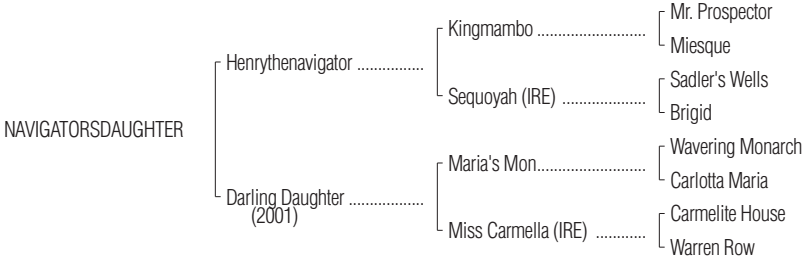 Mr. Prospector
Kingmambo ..........................
Miesque
Henrythenavigator ................
Sadler's Wells
Sequoyah (IRE) ....................
Brigid
NAVIGATORSDAUGHTER
Wavering Monarch
Maria's Mon..........................
Carlotta Maria
Darling Daughter ..................
(2001)
Carmelite House
Miss Carmella (IRE) ............
Warren Row